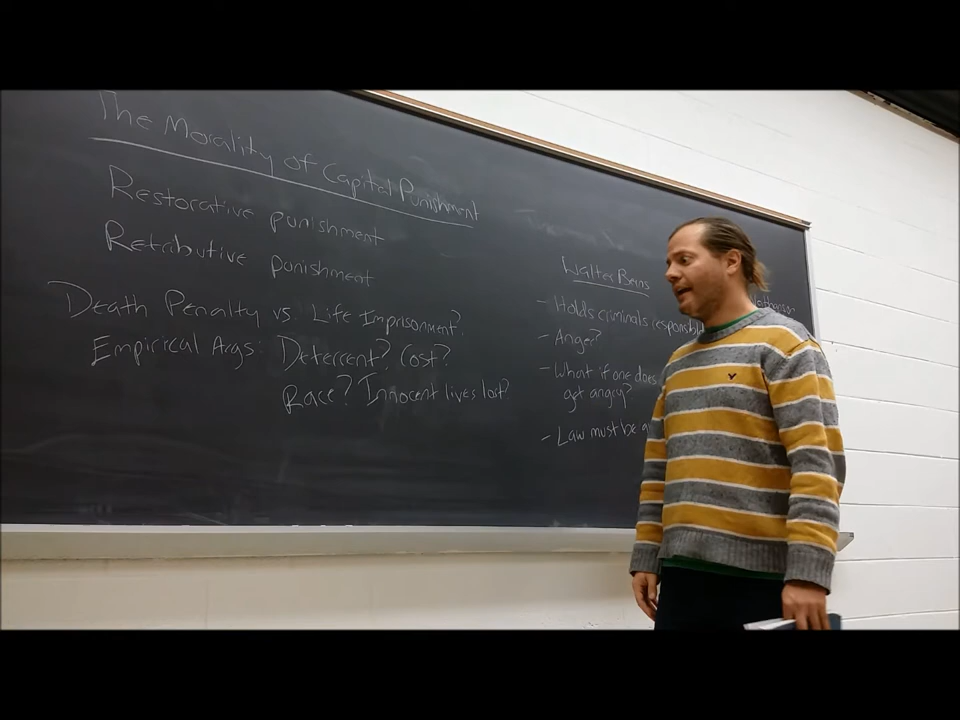 The Morality of Capital Punishment
Restorative punishment
Retributive punishment
Death Penalty vs. Life Imprisonment?
Empirical Args: Deterrent? Cost?
Race? Innocent lives lost?
Walter Berns
- Holds criminals responsible
- Anger?
- What if one does
get angry?
- Law must be